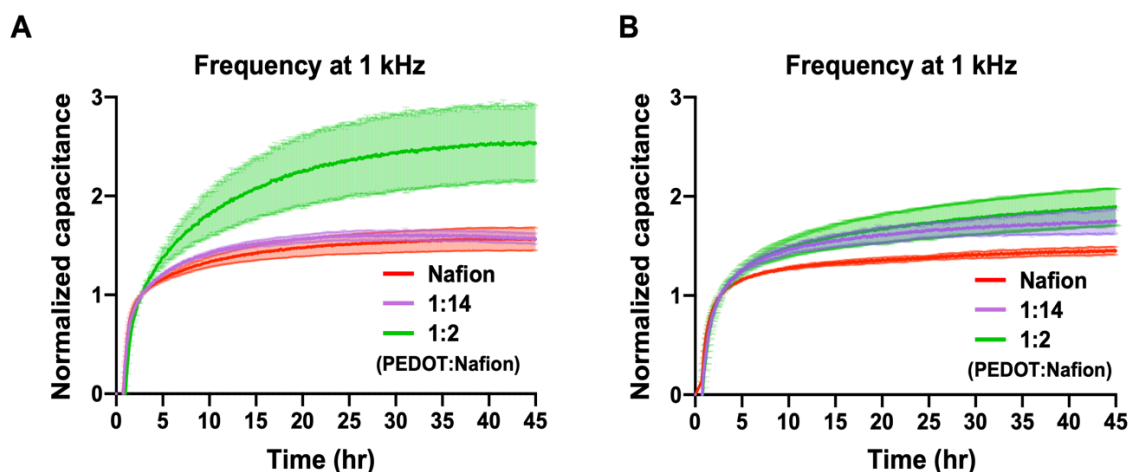 A
Frequency at 1 kHz
Normalized capacitance
3
2
1
0
0 5 10 15 20 25 30 35 40 45
Time (hr)
Nafion
1:14
1:2
(PEDOT:Nafion)
B
Frequency at 1 kHz
Normalized capacitance
3
2
1
0
0 5 10 15 20 25 30 35 40 45
Time (hr)
Nafion
1:14
1:2
(PEDOT:Nafion)